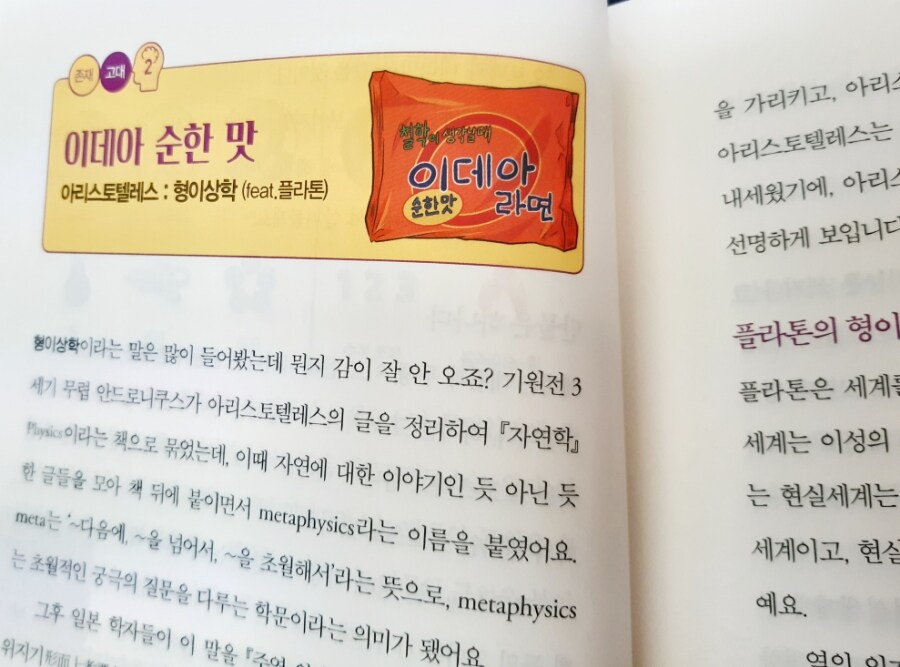 존재 고대 2
이데아 순한 맛
아리스토텔레스 : 형이상학 (feat.플라톤)
철학이 생각날 때
이데아
라면
순한맛
형이상학이라는 말은 많이 들어봤는데 뭔지 감이 잘 안 오죠? 기원전 3
세기 무렵 안드로니쿠스가 아리스토텔레스의 글을 정리하여 『자연학』
Physics이라는 책으로 묶었는데, 이때 자연에 대한 이야기인 듯 아닌 듯
한 글들을 모아 책 뒤에 붙이면서 metaphysics라는 이름을 붙였어요.
meta는 ‘~다음에, ~을 넘어서, ~을 초월해서’라는 뜻으로, metaphysics
는 초월적인 궁극의 질문을 다루는 학문이라는 의미가 됐어요.
그후 일본 학자들이 이 말을 『주역
위지기形而上者
을 가리키고, 아리스
아리스토텔레스는
내세웠기에, 아리스
선명하게 보입니다
플라톤의 형이
플라톤은 세계를
세계는 이성의
는 현실세계는
세계이고, 현실
예요.